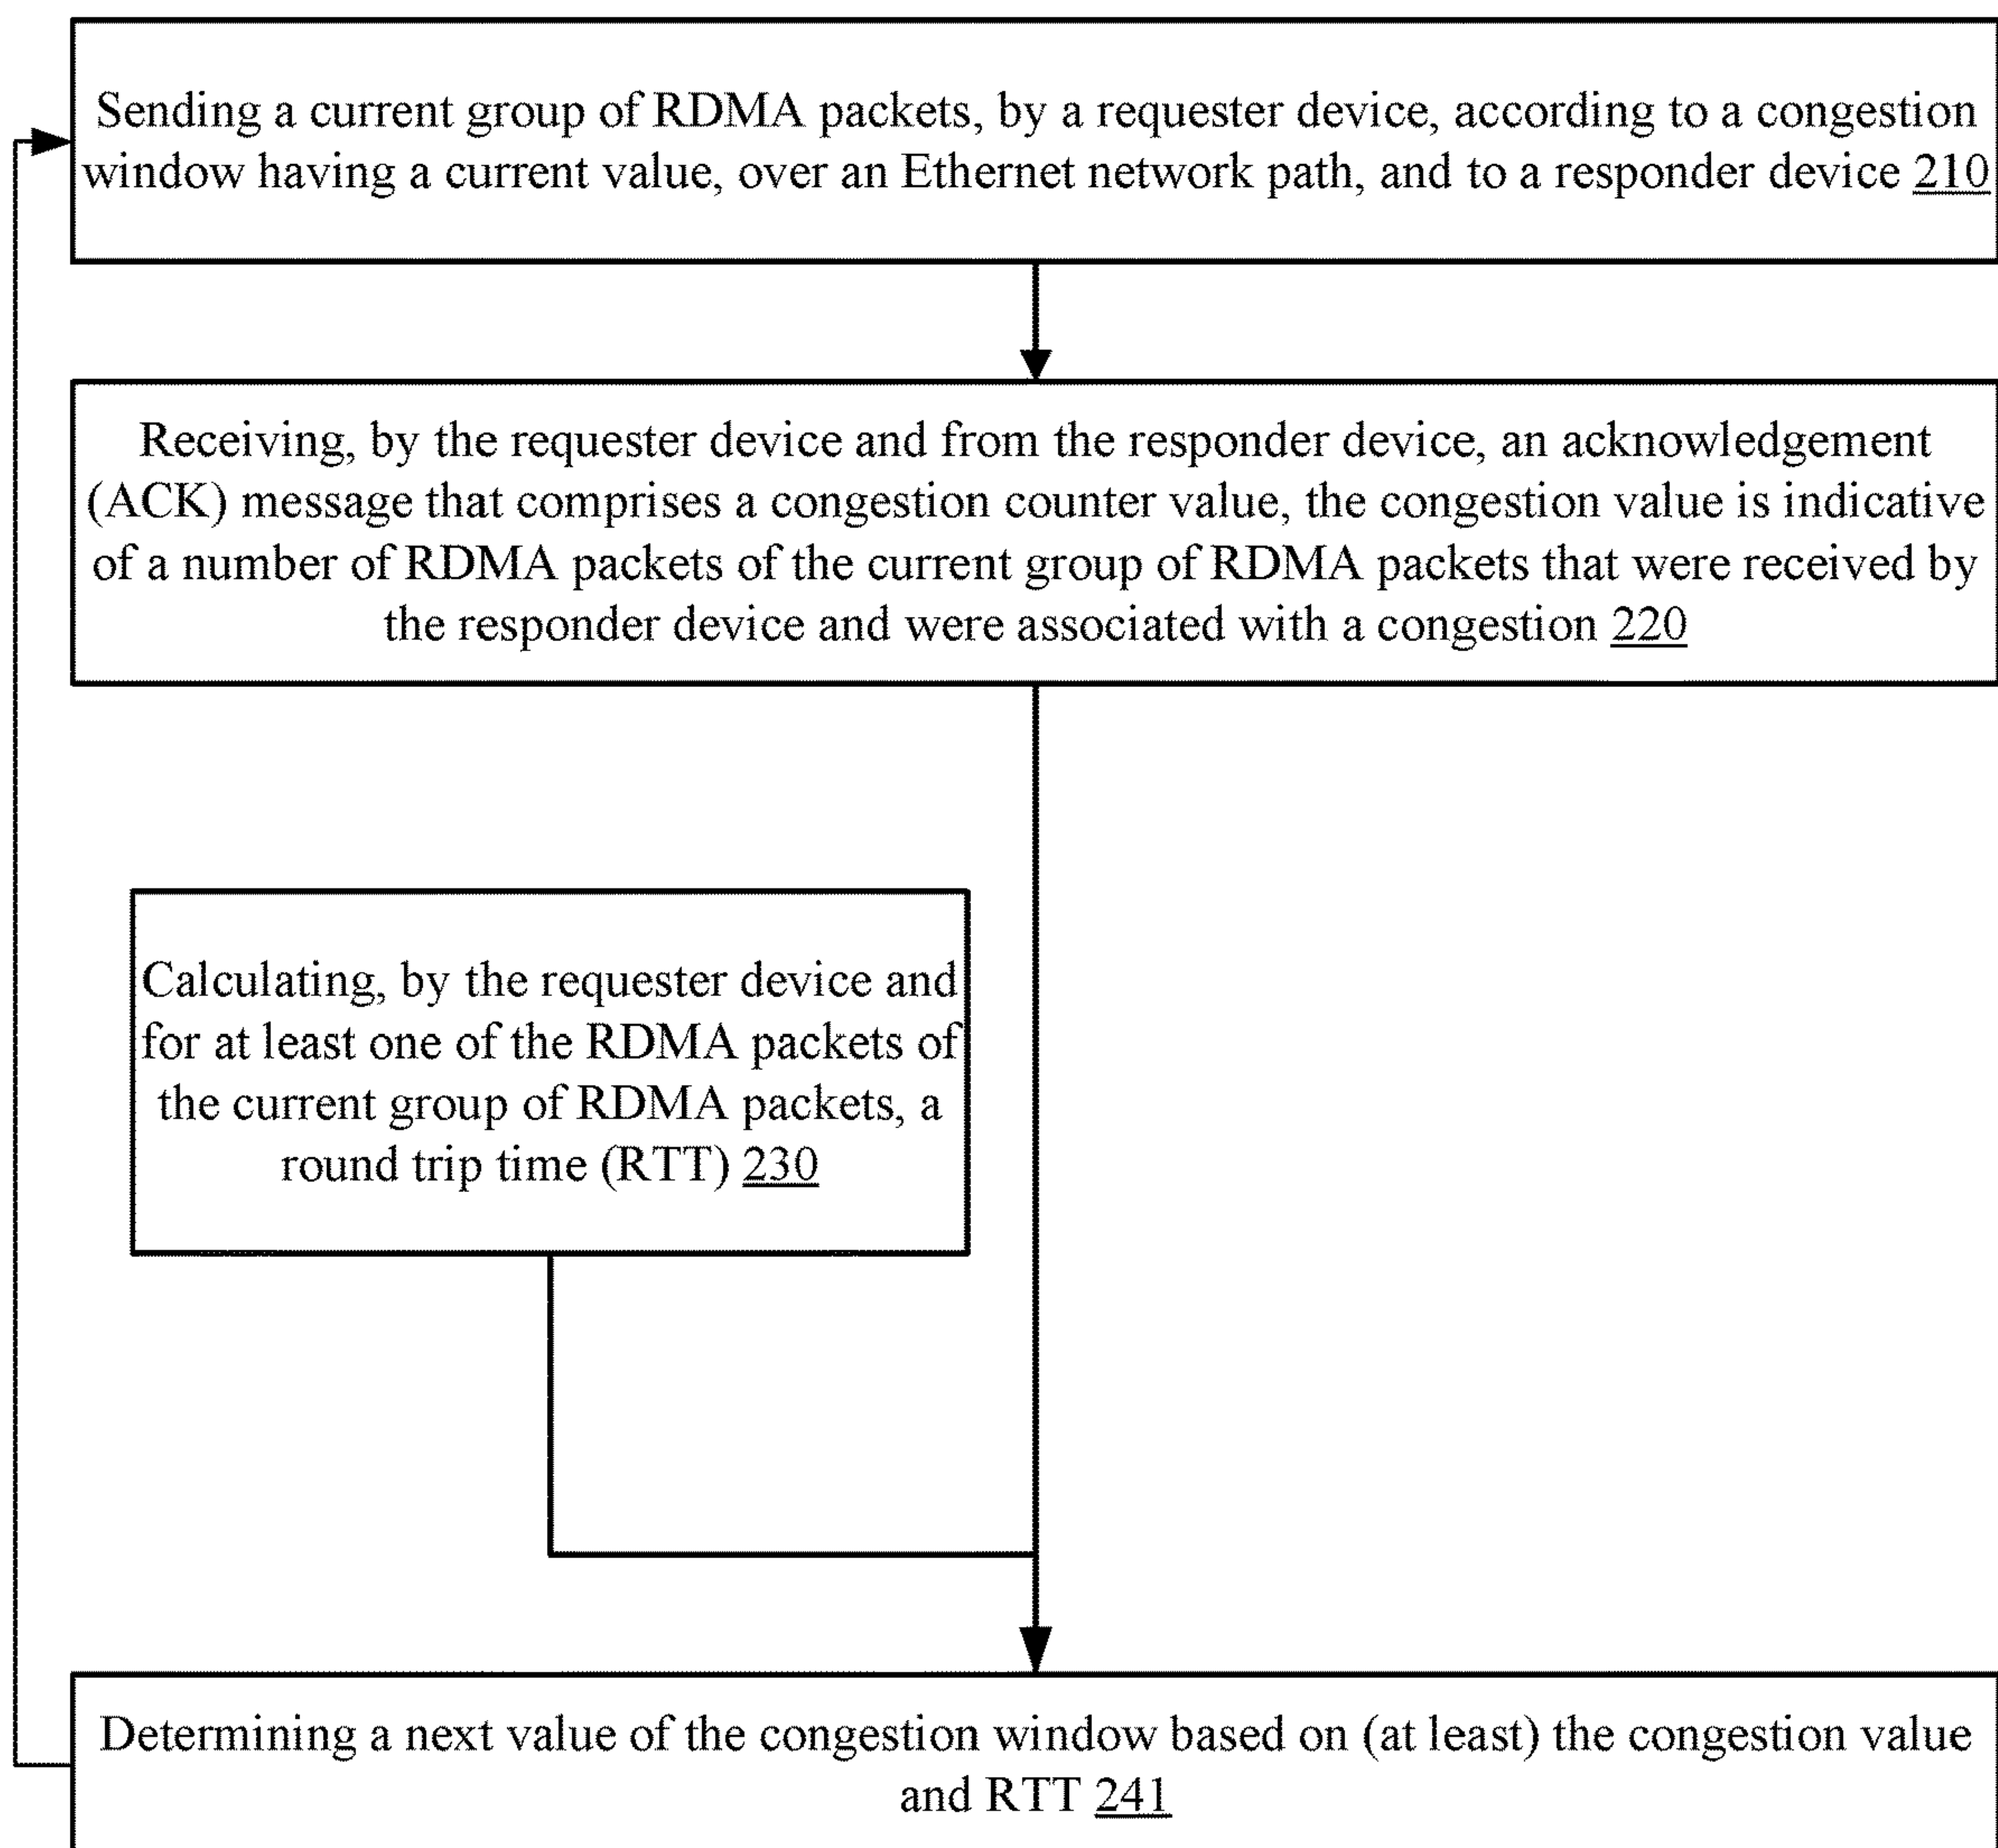 Sending a current group of RDMA packets, by a requester device, according to a congestion
window having a current value, over an Ethernet network path, and to a responder device 210
Receiving, by the requester device and from the responder device, an acknowledgement
(ACK) message that comprises a congestion counter value, the congestion value is indicative
of a number of RDMA packets of the current group of RDMA packets that were received by
the responder device and were associated with a congestion 220
Calculating, by the requester device and
for at least one of the RDMA packets of
the current group of RDMA packets, a
round trip time (RTT) 230
Determining a next value of the congestion window based on (at least) the congestion value
and RTT 241